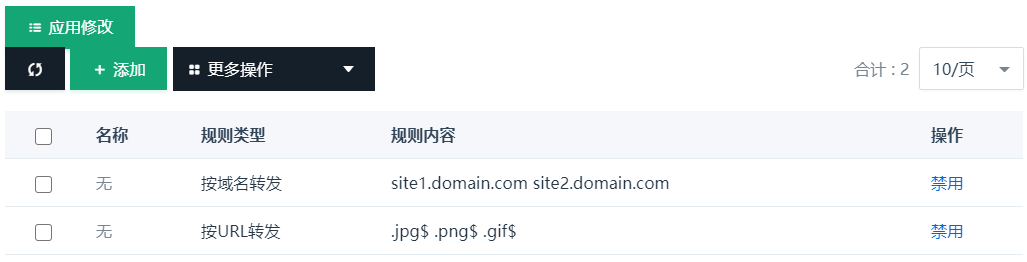 应用修改
添加 更多操作 合计 : 2 10/页
名称 规则类型 规则内容 操作
无 按域名转发 site1.domain.com site2.domain.com 禁用
无 按URL转发 .jpg$ .png$ .gif$ 禁用